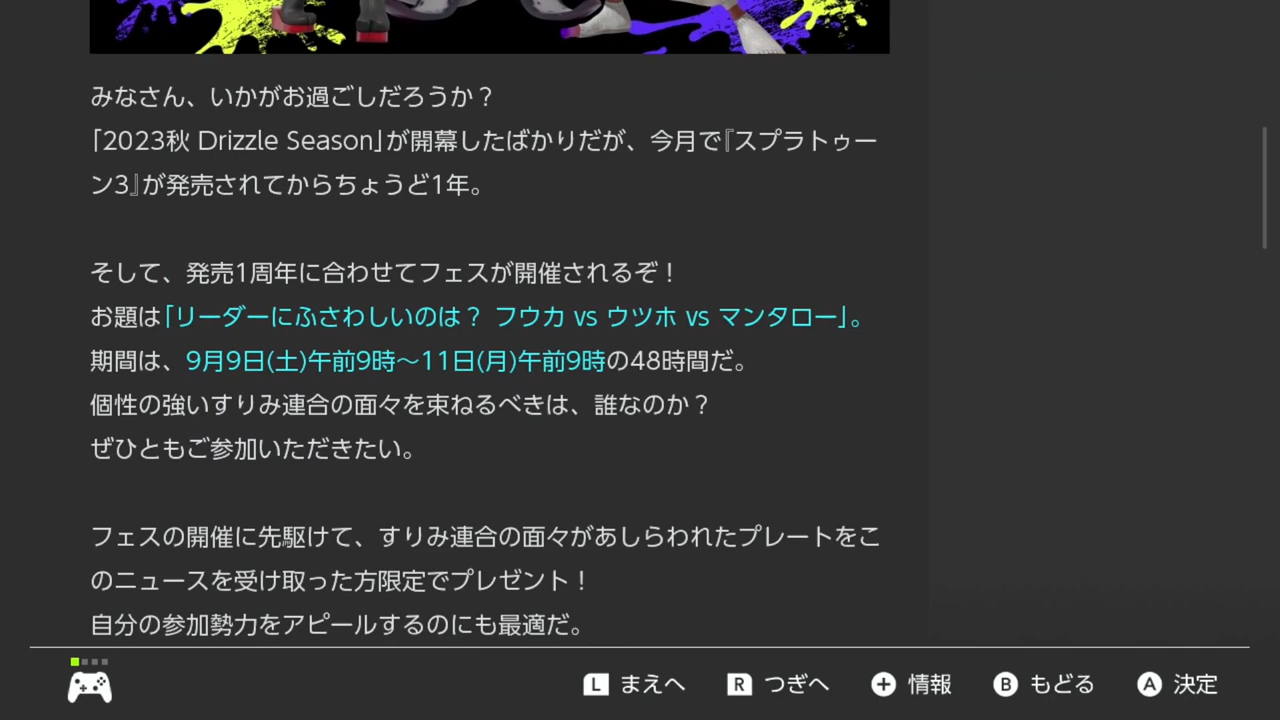 みなさん、いかがお過ごしだろうか？
「2023秋 Drizzle Season」が開幕したばかりだが、今月で『スプラトゥー
ン3』が発売されてからちょうど1年。
そして、発売1周年に合わせてフェスが開催されるぞ！
お題は「リーダーにふさわしいのは？ フウカ vs ウツホ vs マンタロー」。
期間は、9月9日(土)午前9時～11日(月)午前9時の48時間だ。
個性の強いすりみ連合の面々を束ねるべきは、誰なのか？
ぜひともご参加いただきたい。
フェスの開催に先駆けて、すりみ連合の面々があしらわれたプレートをこ
のニュースを受け取った方限定でプレゼント！
自分の参加勢力をアピールするのにも最適だ。
L まえへ R つぎへ + 情報 B もどる A 決定